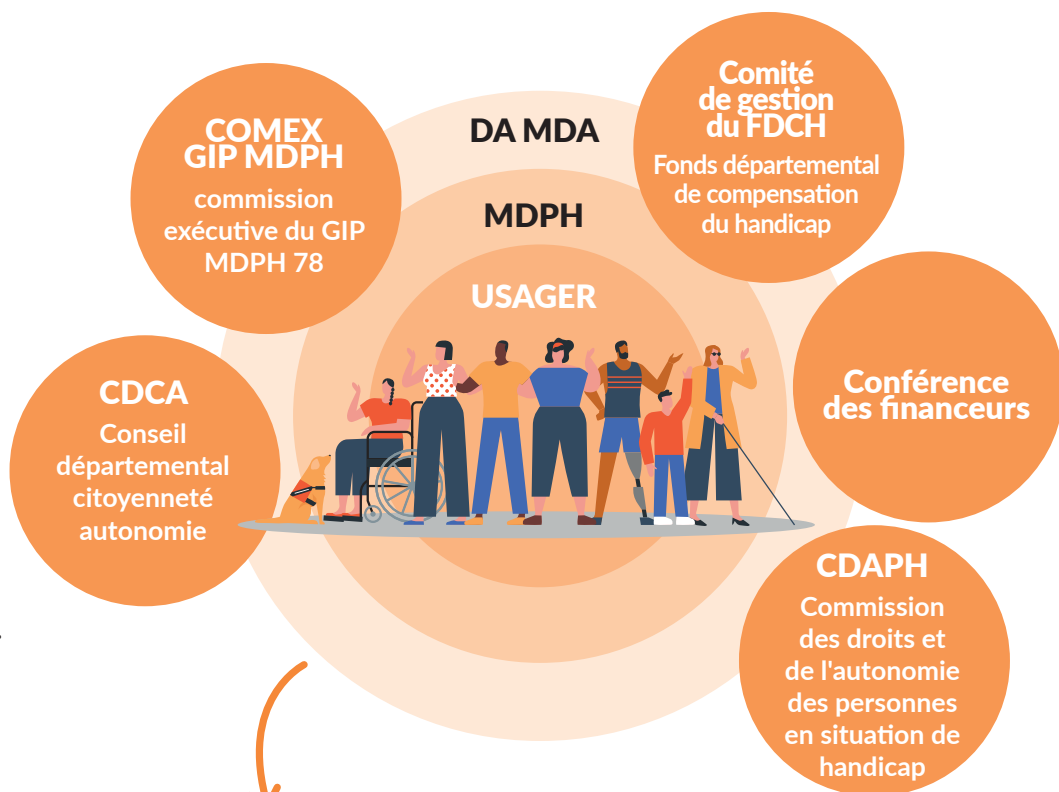 Comité
de gestion
du FDCH
Fonds départemental
de compensation
du handicap
COMEX
GIP MDPH
commission
exécutive du GIP
MDPH 78
DA MDA
MDPH
USAGER
Conférence
des financeurs
CDCA
Conseil
départemental
citoyenneté
autonomie
CDAPH
Commission
des droits et
de l'autonomie
des personnes
en situation de
handicap